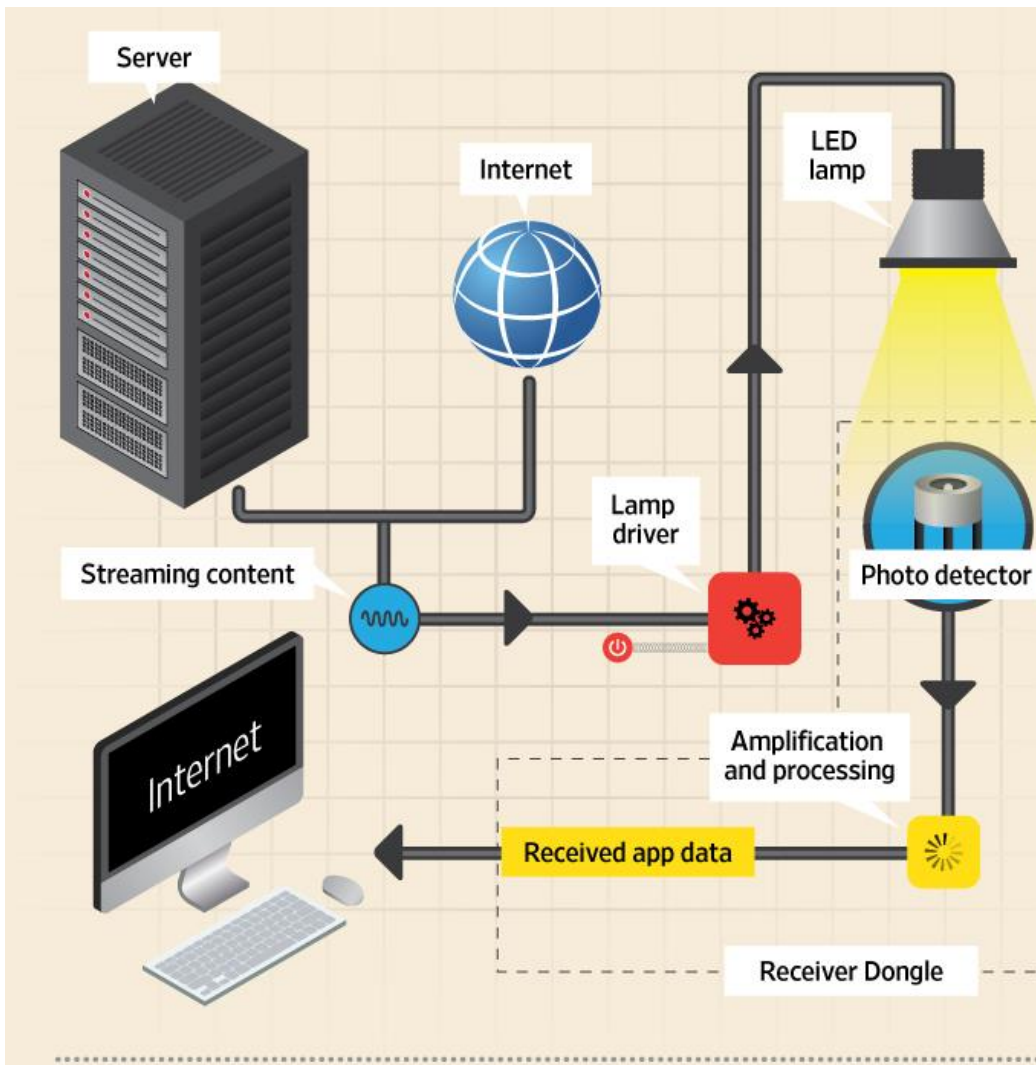 Server
Internet
LED
lamp
Lamp
driver
Streaming content
Photo detector
Internet
Amplification
and processing
Received app data
Receiver Dongle